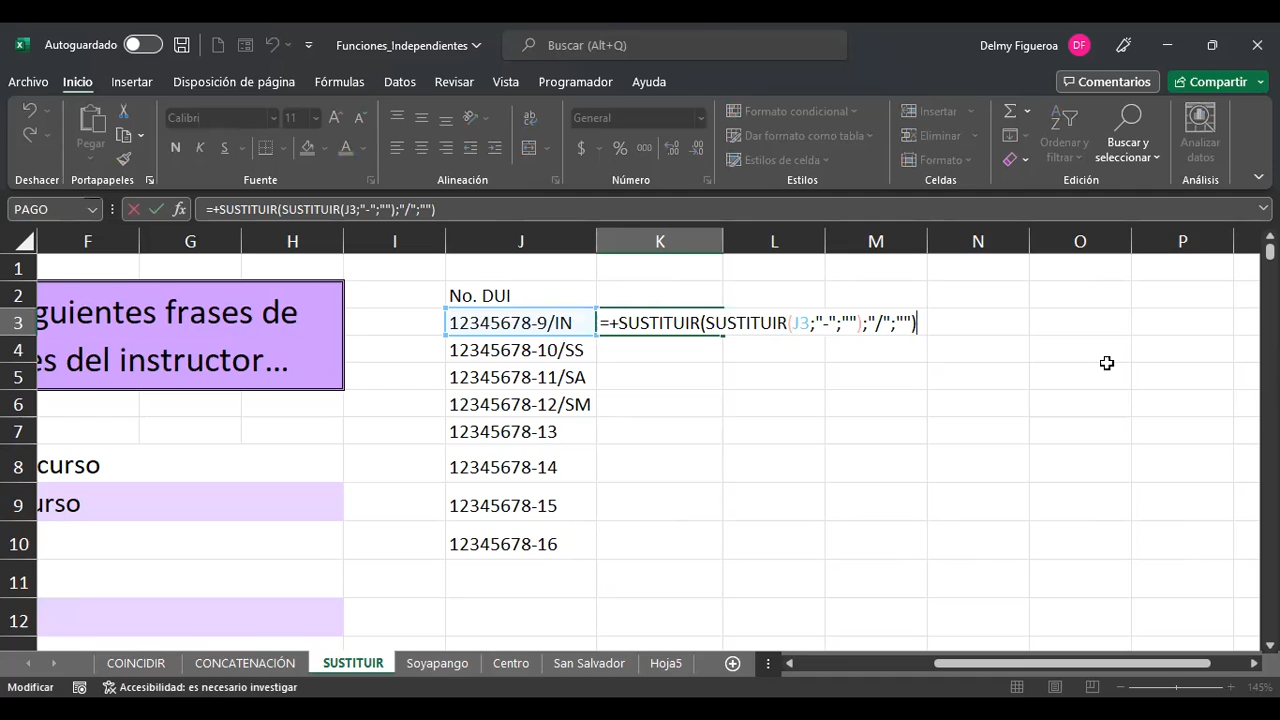 Autoguardado
Funciones_Independientes
Buscar (Alt+Q)
Delmy Figueroa
DF
Archivo Inicio Insertar Disposición de página Fórmulas Datos Revisar Vista Programador Ayuda
Comentarios
Compartir
Pegar
Calibri 11
General
Formato condicional
Dar formato como tabla
Estilos de celda
Insertar
Eliminar
Formato
Ordenar y filtrar
Buscar y seleccionar
Analizar datos
Deshacer Portapapeles Fuente Alineación Número Estilos Celdas Edición Análisis
PAGO
=+SUSTITUIR(SUSTITUIR(J3;"-";"");"/";"")
F G H I J K L M N O P
1
2 No. DUI
guientes frases de
3 12345678-9/IN =+SUSTITUIR(SUSTITUIR(J3;"-";"");"/";"")
4 12345678-10/SS
es del instructor...
5 12345678-11/SA
6 12345678-12/SM
7 12345678-13
8 curso 12345678-14
9 urso 12345678-15
10 12345678-16
11
12
COINCIDIR CONCATENACIÓN SUSTITUIR Soyapango Centro San Salvador Hoja5
Modificar
Accesibilidad: es necesario investigar
145%